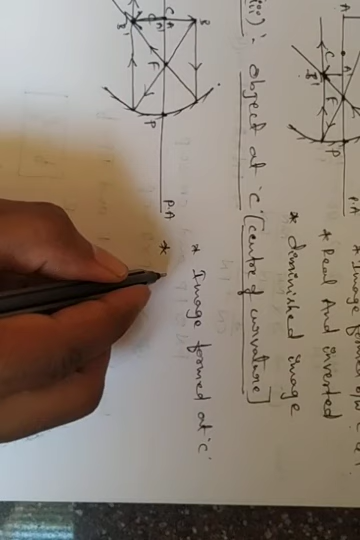 * Image formed b/w 'C'
* Real And inverted
* diminished image
(iii): object at 'C' (centre of curvature)
* Image formed at 'C'
*
B
A
C
F
P
P.A
A
C
A
B
F
P
P.A